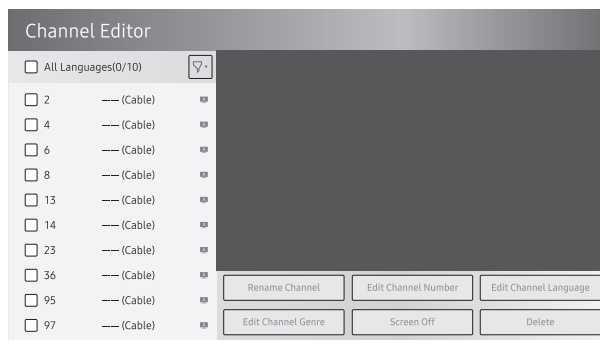 Channel Editor
All Languages(0/10)
2 —— (Cable)
4 —— (Cable)
6 —— (Cable)
8 —— (Cable)
13 —— (Cable)
14 —— (Cable)
23 —— (Cable)
36 —— (Cable)
95 —— (Cable)
97 —— (Cable)
Rename Channel Edit Channel Number Edit Channel Language
Edit Channel Genre Screen Off Delete